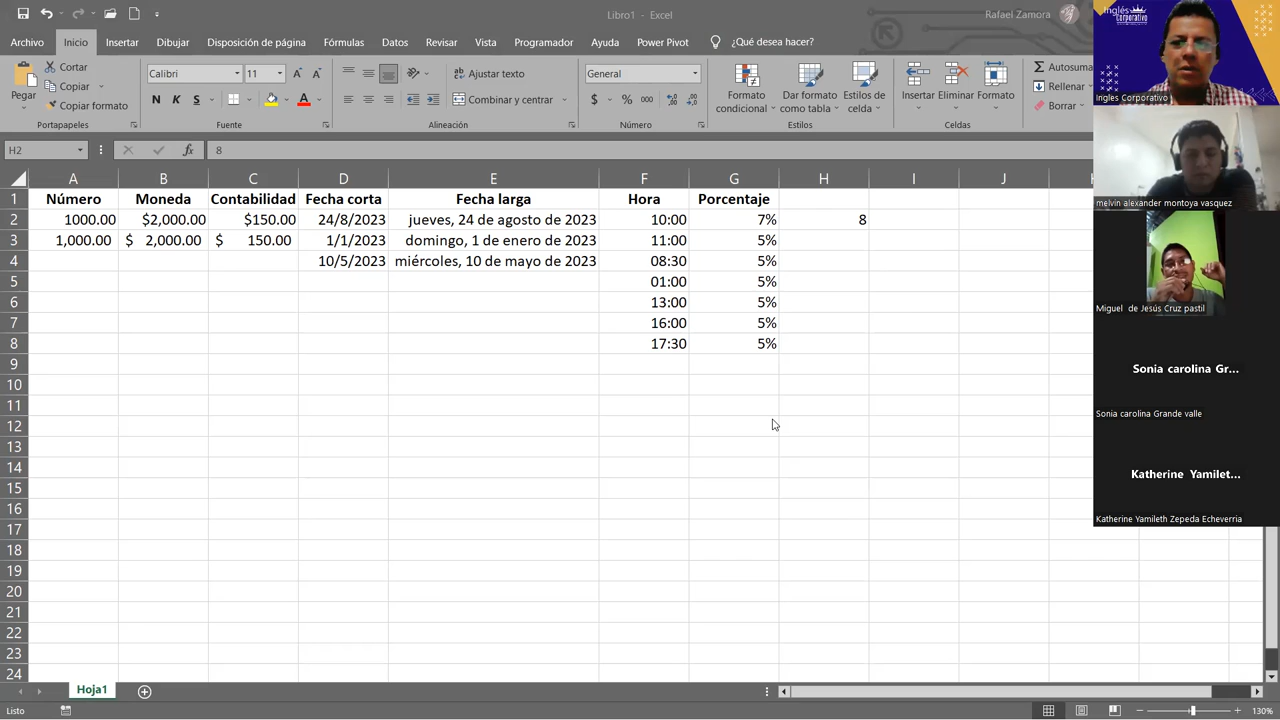 Libro1 - Excel
Rafael Zamora
Archivo Inicio Insertar Dibujar Disposición de página Fórmulas Datos Revisar Vista Programador Ayuda Power Pivot ¿Qué desea hacer?
Pegar
Cortar
Copiar
Copiar formato
Portapapeles
Calibri 11
N K S
Fuente
Ajustar texto
Combinar y centrar
Alineación
General
$ % 000
Número
Formato condicional
Dar formato como tabla
Estilos de celda
Estilos
Insertar Eliminar Formato
Celdas
Autosuma
Rellenar
Borrar
H2 fx 8
A B C D E F G H I J
1 Número Moneda Contabilidad Fecha corta Fecha larga Hora Porcentaje
2 1000.00 $2,000.00 $150.00 24/8/2023 jueves, 24 de agosto de 2023 10:00 7% 8
3 1,000.00 $ 2,000.00 $ 150.00 1/1/2023 domingo, 1 de enero de 2023 11:00 5%
4 10/5/2023 miércoles, 10 de mayo de 2023 08:30 5%
5 01:00 5%
6 13:00 5%
7 16:00 5%
8 17:30 5%
9
10
11
12
13
14
15
16
17
18
19
20
21
22
23
24
Hoja1
Listo
130%
Inglés Corporativo
Ingles Corporativo
melvin alexander montoya vasquez
Miguel de Jesús Cruz pastil
Sonia carolina Gr...
Sonia carolina Grande valle
Katherine Yamilet...
Katherine Yamileth Zepeda Echeverria